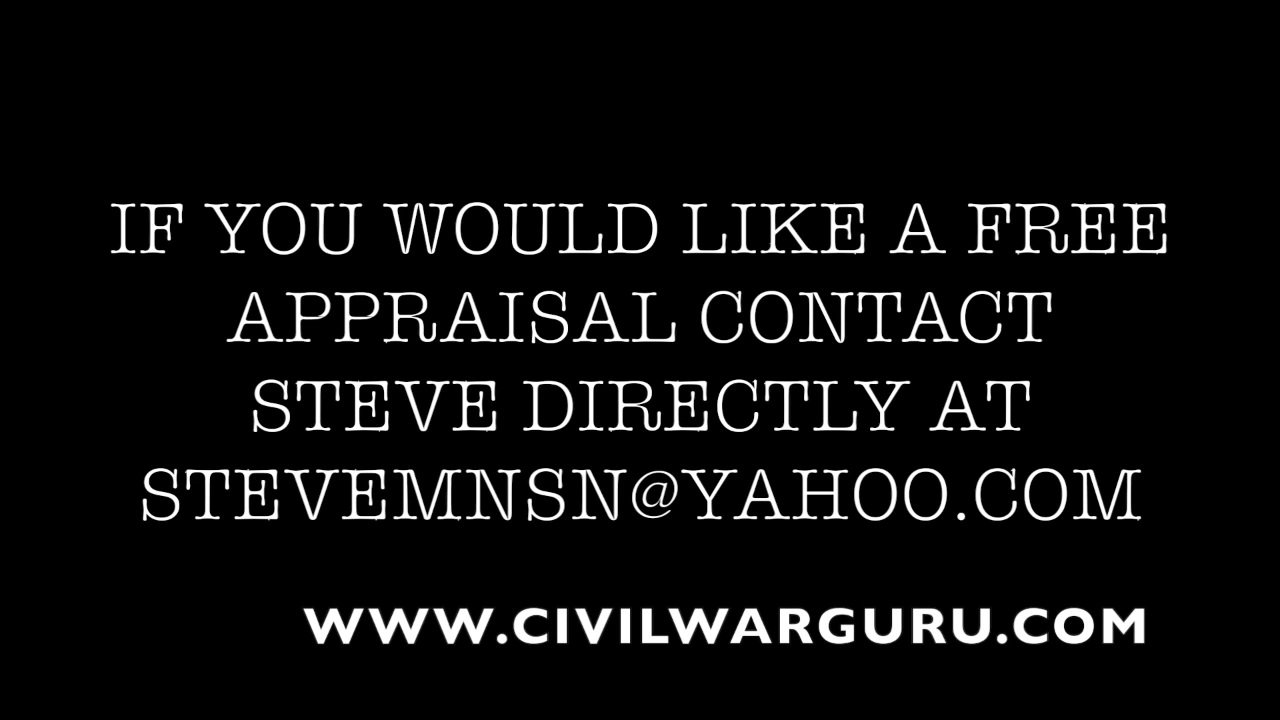 IF YOU WOULD LIKE A FREE
APPRAISAL CONTACT
STEVE DIRECTLY AT
STEVEMNSN@YAHOO.COM
WWW.CIVILWARGURU.COM